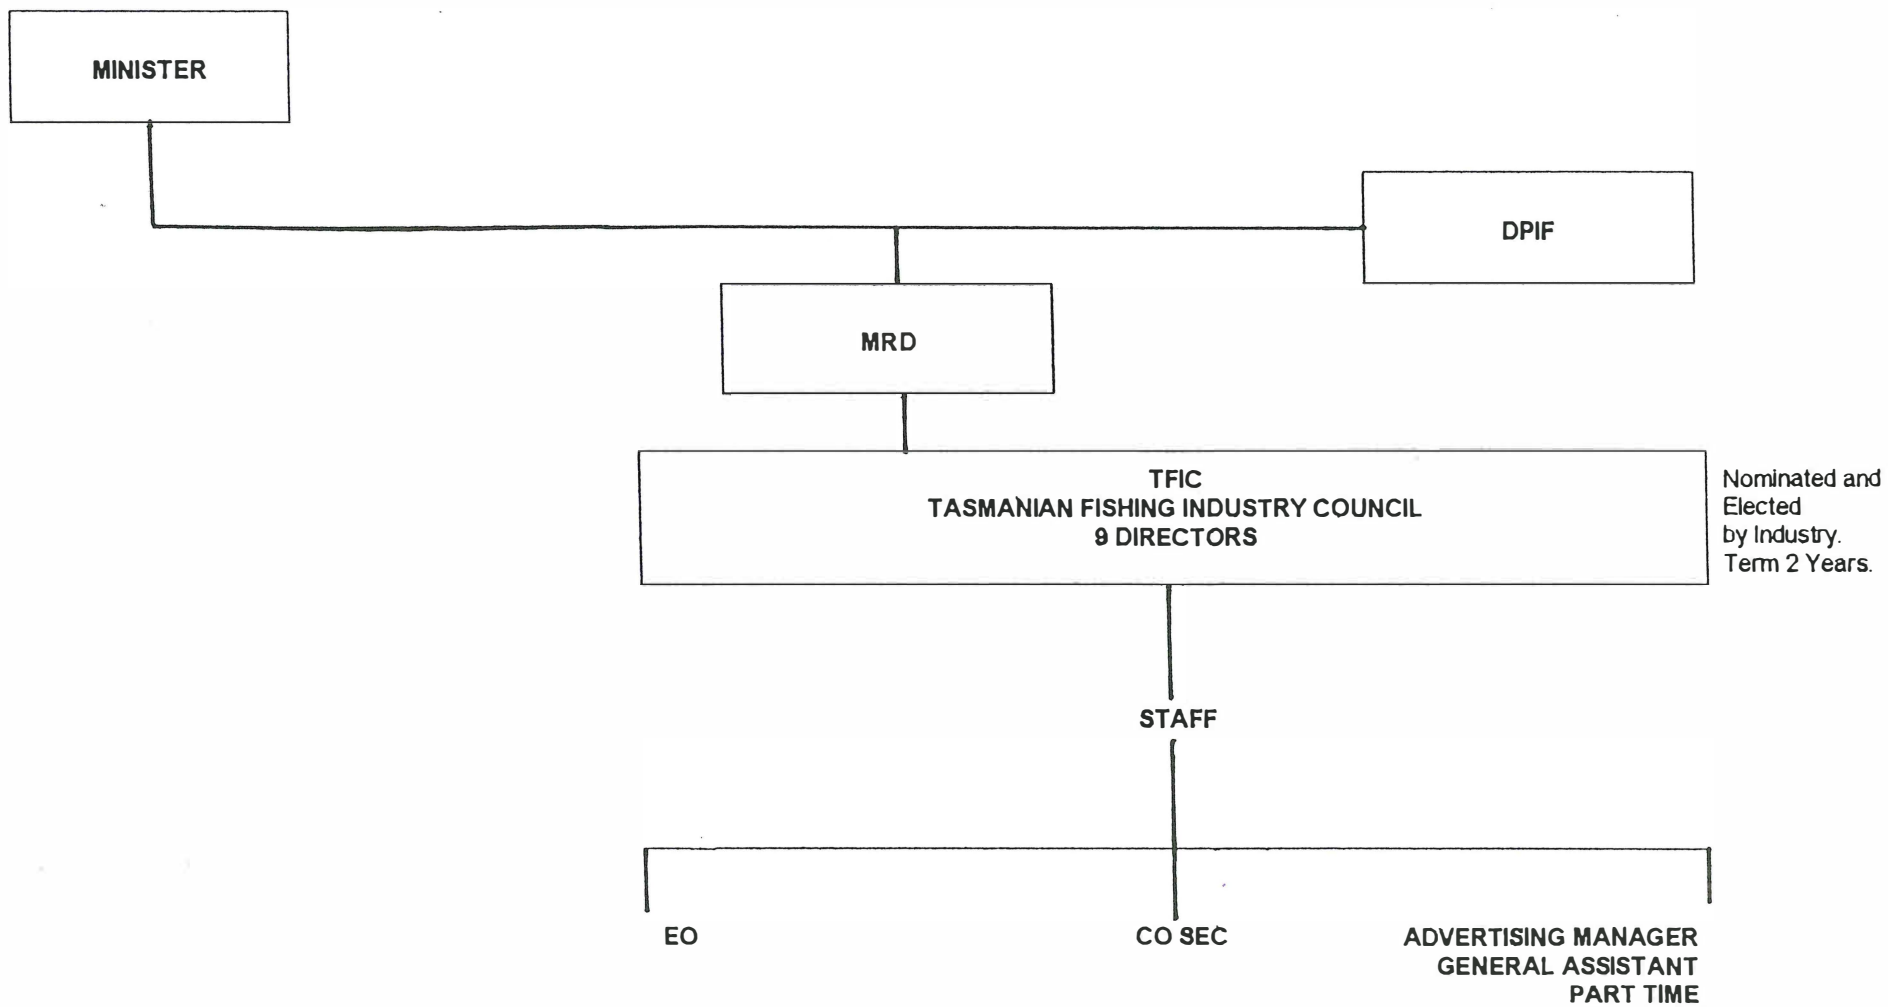 MINISTER
DPIF
MRD
TFIC
TASMANIAN FISHING INDUSTRY COUNCIL
9 DIRECTORS
Nominated and
Elected
by Industry.
Term 2 Years.
STAFF
EO
CO SEC
ADVERTISING MANAGER
GENERAL ASSISTANT
PART TIME